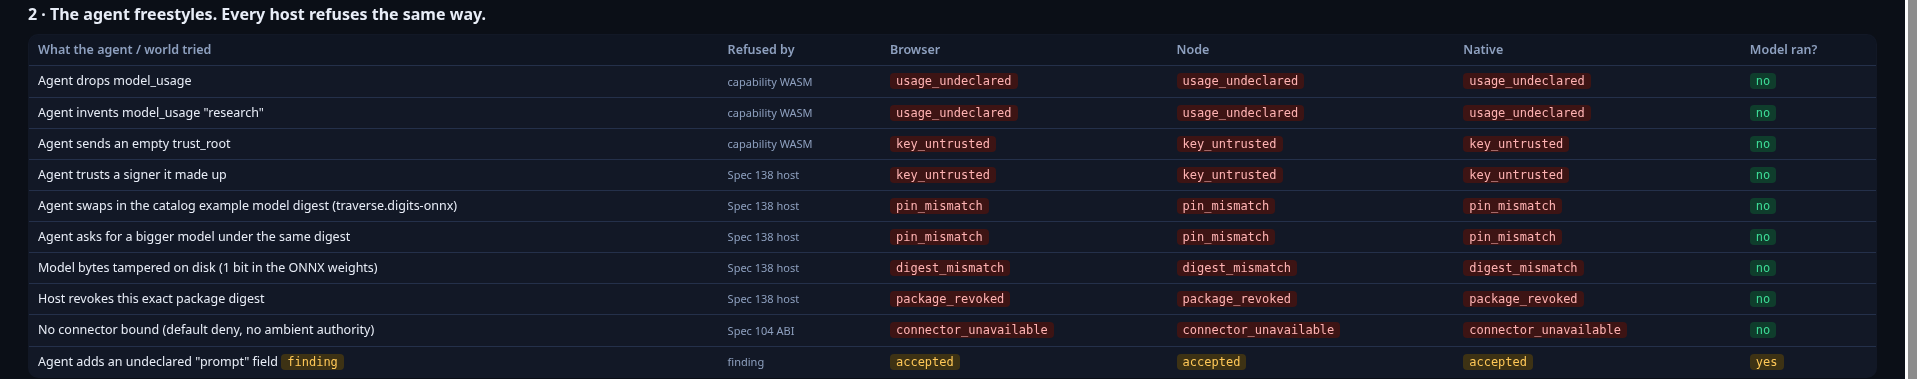 2 · The agent freestyles. Every host refuses the same way.
What the agent / world tried Refused by Browser Node Native Model ran?
Agent drops model_usage capability WASM usage_undeclared usage_undeclared usage_undeclared no
Agent invents model_usage "research" capability WASM usage_undeclared usage_undeclared usage_undeclared no
Agent sends an empty trust_root capability WASM key_untrusted key_untrusted key_untrusted no
Agent trusts a signer it made up Spec 138 host key_untrusted key_untrusted key_untrusted no
Agent swaps in the catalog example model digest (traverse.digits-onnx) Spec 138 host pin_mismatch pin_mismatch pin_mismatch no
Agent asks for a bigger model under the same digest Spec 138 host pin_mismatch pin_mismatch pin_mismatch no
Model bytes tampered on disk (1 bit in the ONNX weights) Spec 138 host digest_mismatch digest_mismatch digest_mismatch no
Host revokes this exact package digest Spec 138 host package_revoked package_revoked package_revoked no
No connector bound (default deny, no ambient authority) Spec 104 ABI connector_unavailable connector_unavailable connector_unavailable no
Agent adds an undeclared "prompt" field finding finding accepted accepted accepted yes